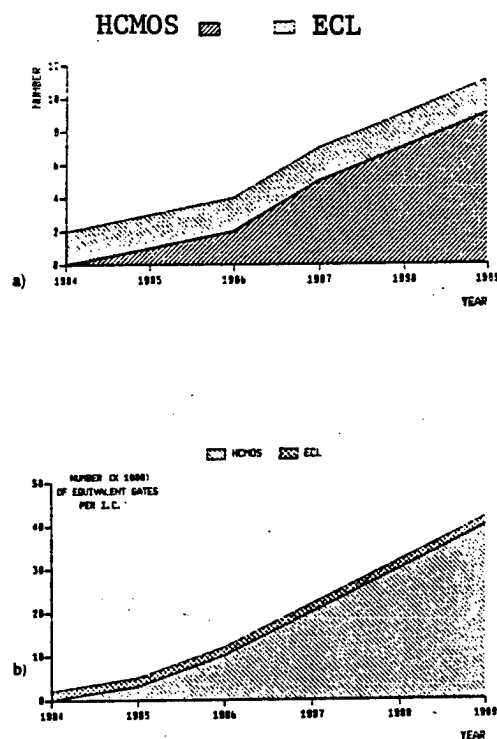 HCMOS ECL
NUMBER
12
10
8
6
4
2
0
a)
1984 1985 1986 1987 1988 1989
YEAR
HCMOS ECL
NUMBER (X 1000)
OF EQUIVALENT GATES
PER I.C.
50
40
30
20
10
0
b)
1984 1985 1986 1987 1988 1989
YEAR